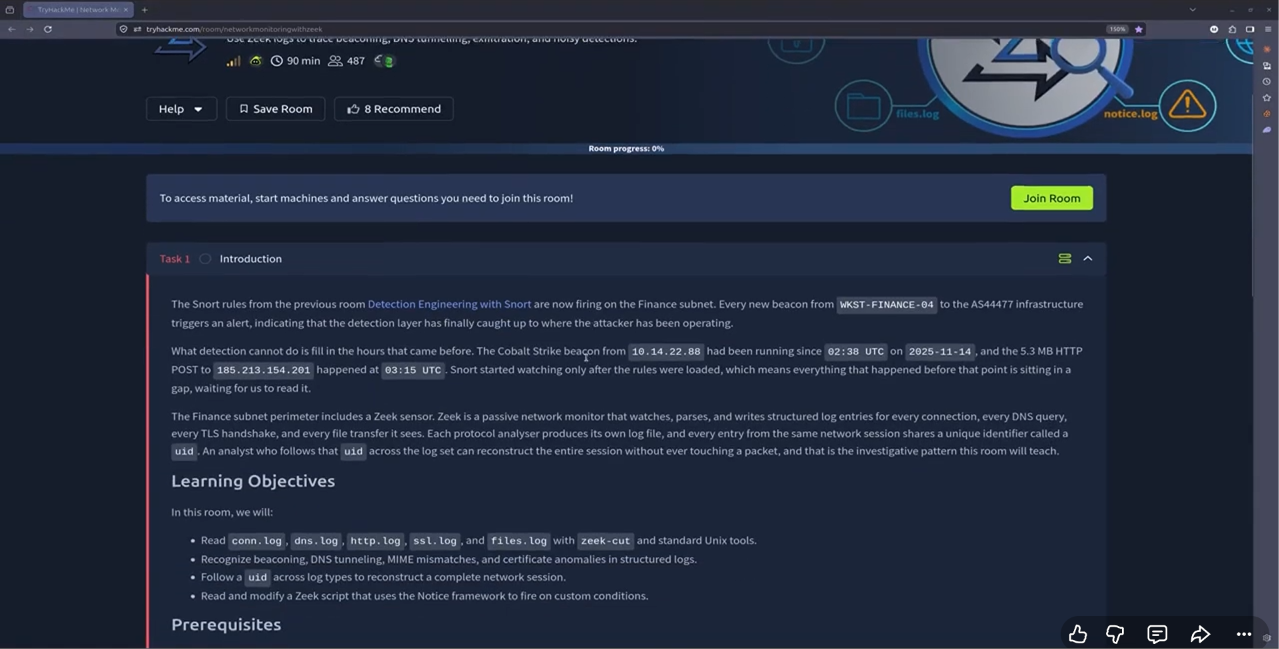 TryHackMe | Network M
tryhackme.com/room/networkmonitoringwithzeek
150%
Use Zeek logs to trace beaconing, DNS tunnelling, exfiltration, and noisy detections.
90 min 487
Help Save Room 8 Recommend
files.log
notice.log
Room progress: 0%
To access material, start machines and answer questions you need to join this room!
Join Room
Task 1 Introduction
The Snort rules from the previous room Detection Engineering with Snort are now firing on the Finance subnet. Every new beacon from WKST-FINANCE-04 to the AS44477 infrastructure
triggers an alert, indicating that the detection layer has finally caught up to where the attacker has been operating.
What detection cannot do is fill in the hours that came before. The Cobalt Strike beacon from 10.14.22.88 had been running since 02:38 UTC on 2025-11-14, and the 5.3 MB HTTP
POST to 185.213.154.201 happened at 03:15 UTC. Snort started watching only after the rules were loaded, which means everything that happened before that point is sitting in a
gap, waiting for us to read it.
The Finance subnet perimeter includes a Zeek sensor. Zeek is a passive network monitor that watches, parses, and writes structured log entries for every connection, every DNS query,
every TLS handshake, and every file transfer it sees. Each protocol analyser produces its own log file, and every entry from the same network session shares a unique identifier called a
uid. An analyst who follows that uid across the log set can reconstruct the entire session without ever touching a packet, and that is the investigative pattern this room will teach.
Learning Objectives
In this room, we will:
• Read conn.log, dns.log, http.log, ssl.log, and files.log with zeek-cut and standard Unix tools.
• Recognize beaconing, DNS tunneling, MIME mismatches, and certificate anomalies in structured logs.
• Follow a uid across log types to reconstruct a complete network session.
• Read and modify a Zeek script that uses the Notice framework to fire on custom conditions.
Prerequisites